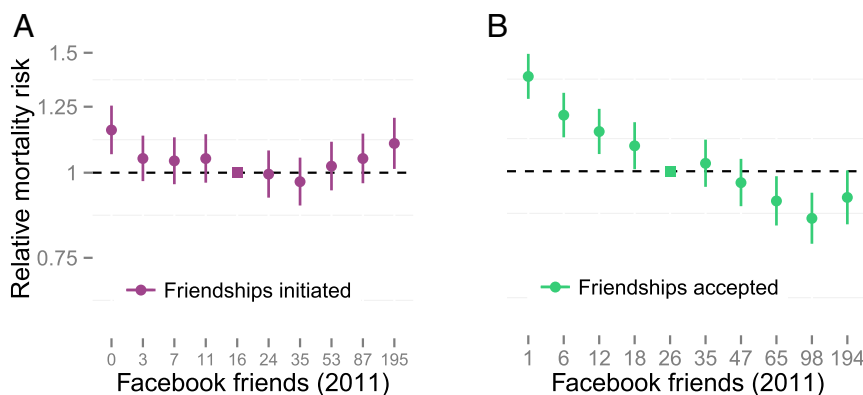 A
B
Relative mortality risk
1.5
1.25
1
0.75
Friendships initiated
Friendships accepted
0 3 7 11 16 24 35 53 87 195
1 6 12 18 26 35 47 65 98 194
Facebook friends (2011)
Facebook friends (2011)